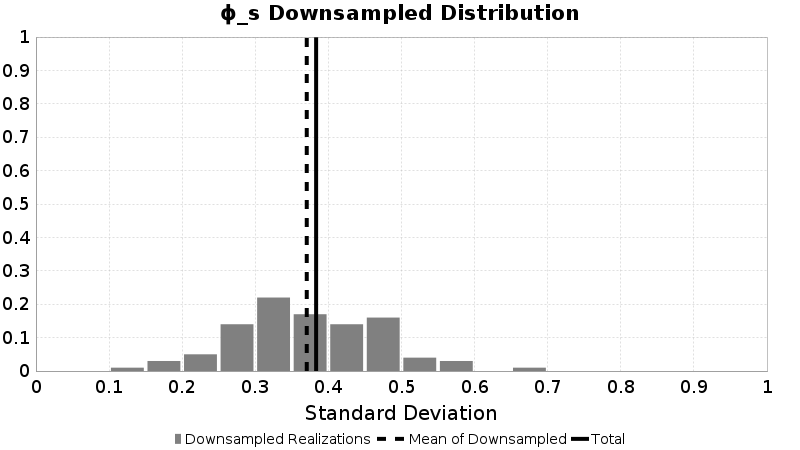 ϕ_s Downsampled Distribution
1
0.9
0.8
0.7
0.6
0.5
0.4
0.3
0.2
0.1
0
0 0.1 0.2 0.3 0.4 0.5 0.6 0.7 0.8 0.9 1
Standard Deviation
Downsampled Realizations Mean of Downsampled Total